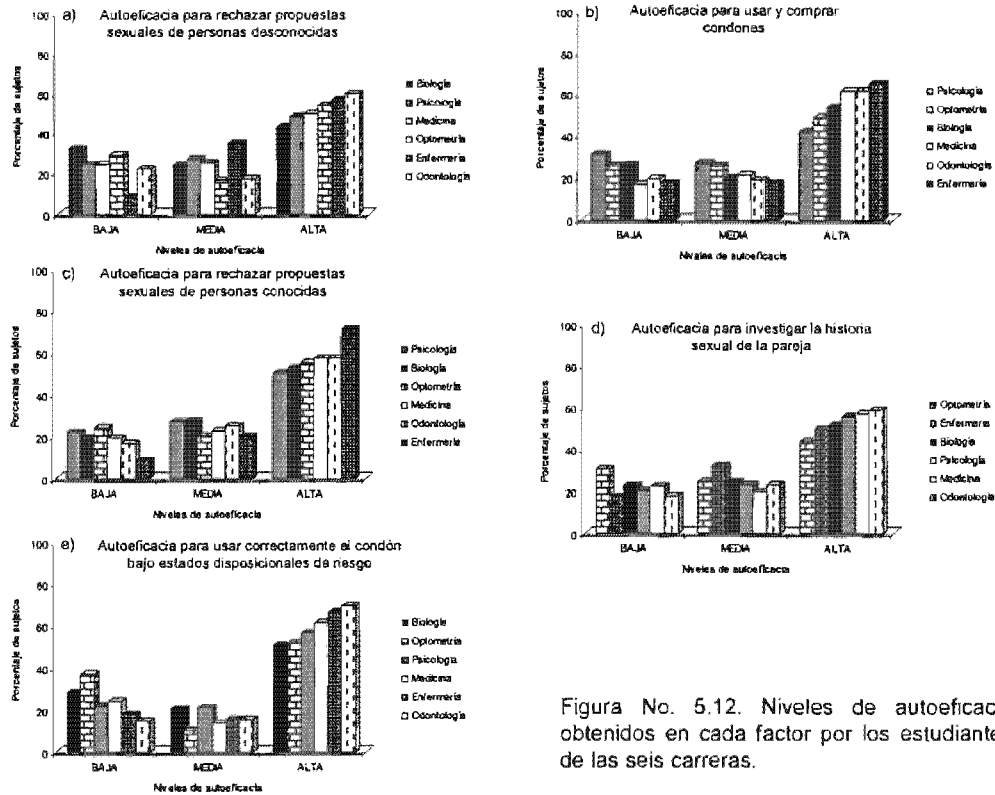 a) Autoeficacia para rechazar propuestas
sexuales de personas desconocidas
Porcentaje de sujetos
100
80
60
40
20
0
BAJA MEDIA ALTA
Niveles de autoeficacia
Biología
Psicología
Medicina
Optometría
Enfermería
Odontología
b) Autoeficacia para usar y comprar
condones
Porcentaje de sujetos
100
80
60
40
20
0
BAJA MEDIA ALTA
Niveles de autoeficacia
Psicología
Optometría
Biología
Medicina
Odontología
Enfermería
c) Autoeficacia para rechazar propuestas
sexuales de personas conocidas
Porcentaje de sujetos
100
80
60
40
20
0
BAJA MEDIA ALTA
Niveles de autoeficacia
Psicología
Biología
Optometría
Medicina
Odontología
Enfermería
d) Autoeficacia para investigar la historia
sexual de la pareja
Porcentaje de sujetos
100
80
60
40
20
0
BAJA MEDIA ALTA
Niveles de autoeficacia
Optometría
Enfermería
Biología
Psicología
Medicina
Odontología
e) Autoeficacia para usar correctamente el condón
bajo estados disposicionales de riesgo
Porcentaje de sujetos
100
80
60
40
20
0
BAJA MEDIA ALTA
Niveles de autoeficacia
Biología
Optometría
Psicología
Medicina
Enfermería
Odontología
Figura No. 5.12. Niveles de autoeficac
obtenidos en cada factor por los estudiante
de las seis carreras.